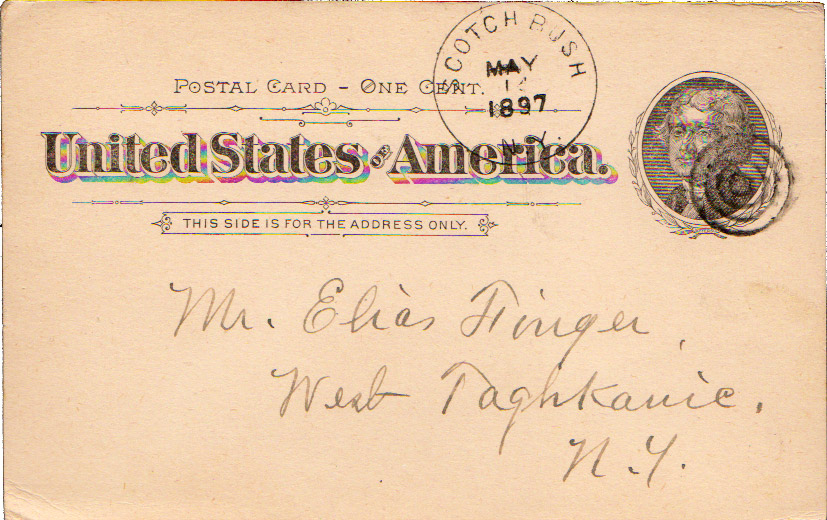 SCOTCH BUSH
MAY
1897
N.Y.
POSTAL CARD - ONE CENT.
United States of America.
THIS SIDE IS FOR THE ADDRESS ONLY.
Mr. Elias Finger,
West Taghkanic.
N.Y.